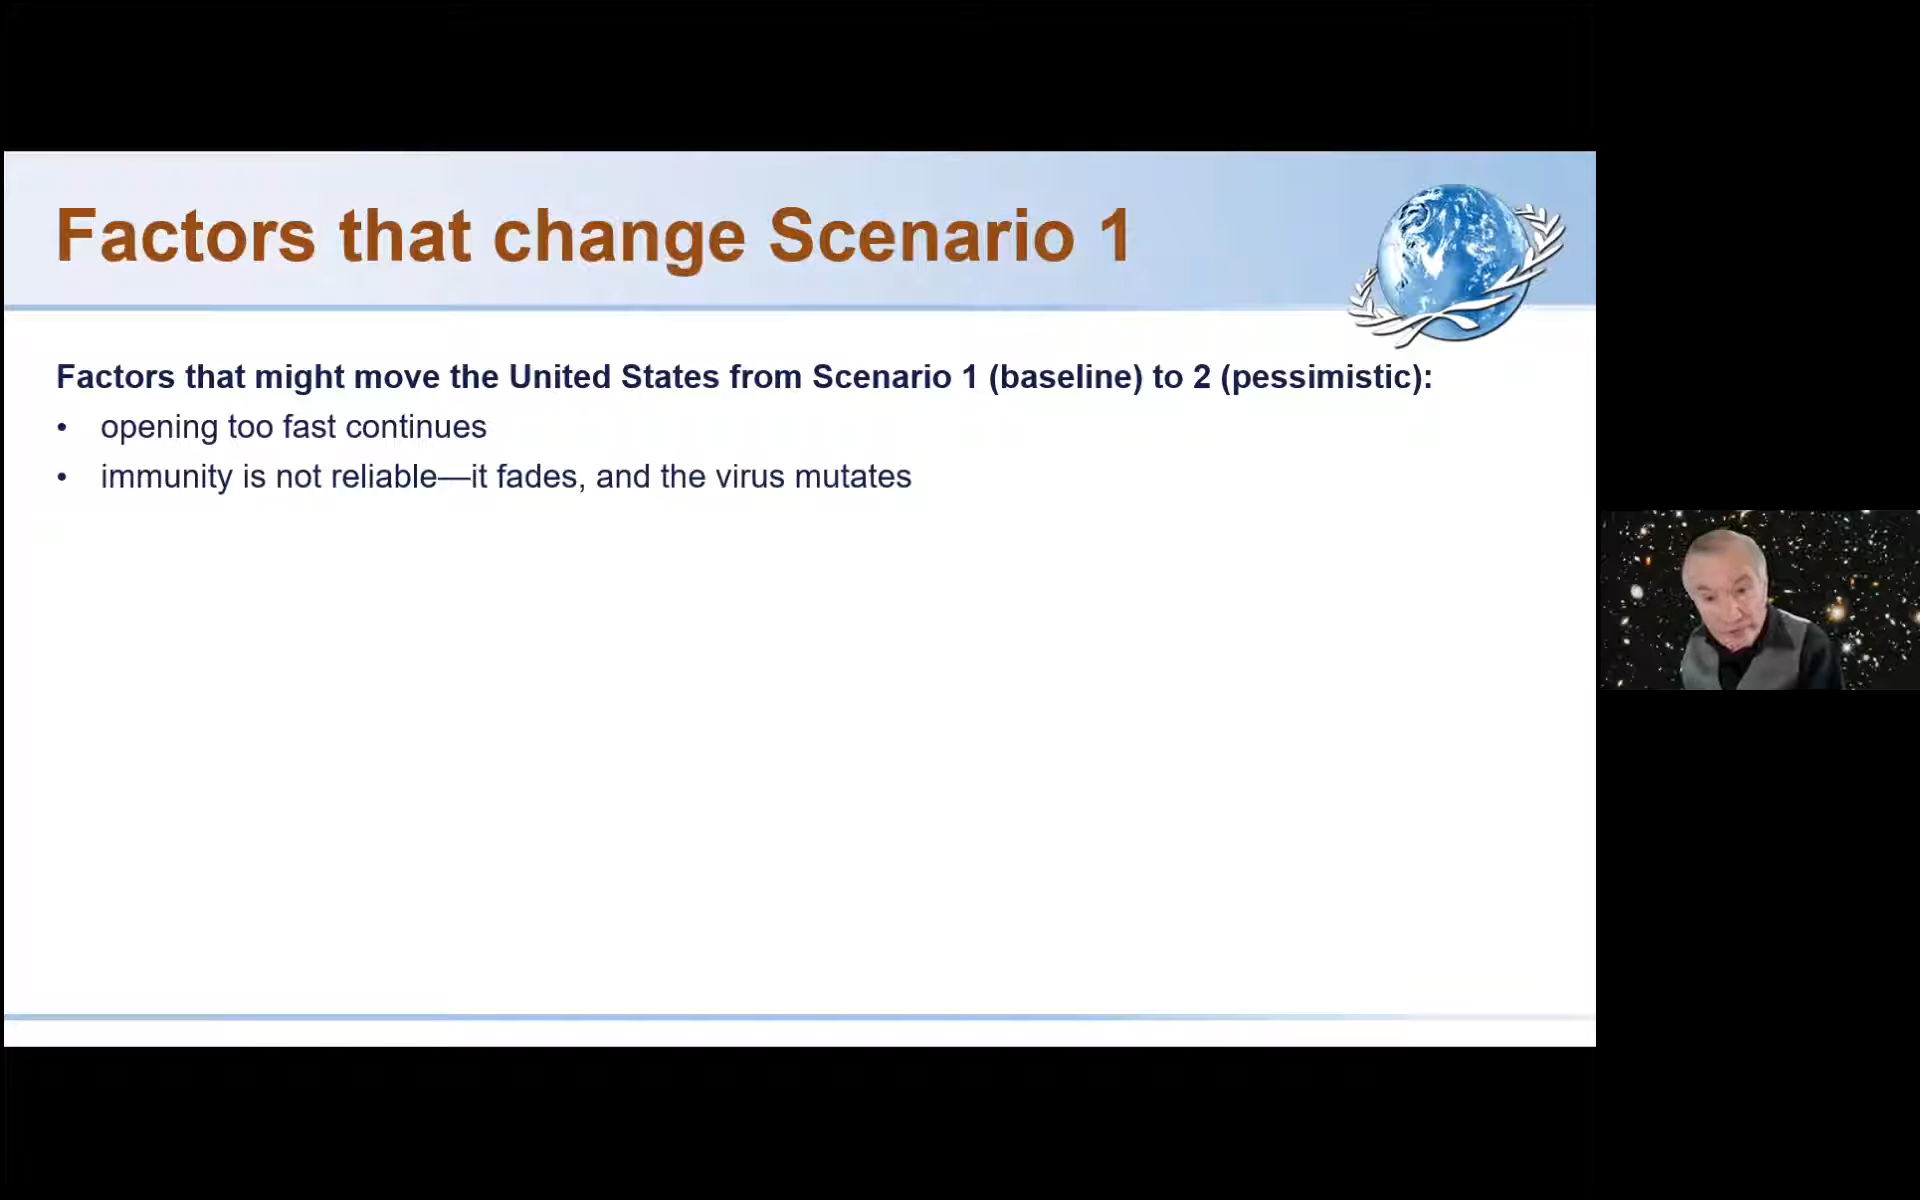 Factors that change Scenario 1
Factors that might move the United States from Scenario 1 (baseline) to 2 (pessimistic):
• opening too fast continues
• immunity is not reliable—it fades, and the virus mutates